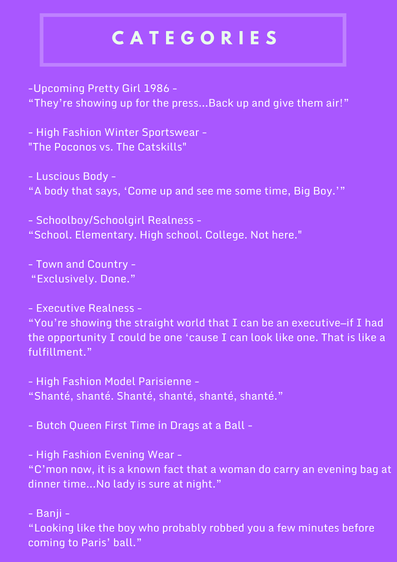 CATEGORIES
-Upcoming Pretty Girl 1986 –
“They’re showing up for the press...Back up and give them air!”
– High Fashion Winter Sportswear –
"The Poconos vs. The Catskills"
– Luscious Body –
“A body that says, ‘Come up and see me some time, Big Boy.’”
– Schoolboy/Schoolgirl Realness –
“School. Elementary. High school. College. Not here."
– Town and Country –
“Exclusively. Done.”
– Executive Realness –
“You’re showing the straight world that I can be an executive—if I had
the opportunity I could be one ‘cause I can look like one. That is like a
fulfillment.”
– High Fashion Model Parisienne –
“Shanté, shanté. Shanté, shanté, shanté, shanté.”
– Butch Queen First Time in Drags at a Ball –
– High Fashion Evening Wear –
“C’mon now, it is a known fact that a woman do carry an evening bag at
dinner time...No lady is sure at night.”
– Banji –
“Looking like the boy who probably robbed you a few minutes before
coming to Paris’ ball.”